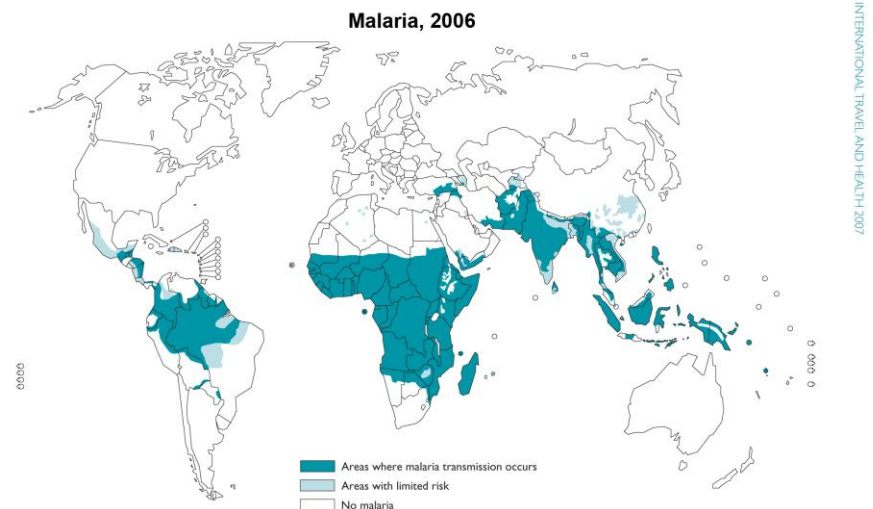 Malaria, 2006
INTERNATIONAL TRAVEL AND HEALTH 2007
Areas where malaria transmission occurs
Areas with limited risk
No malaria